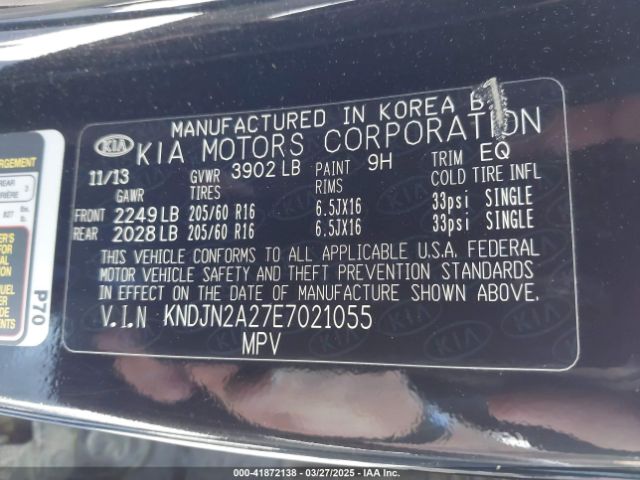 MANUFACTURED IN KOREA
KIA KIA MOTORS CORPORATION
11/13 GVWR 3902 LB PAINT 9H TRIM EQ
GAWR TIRES RIMS COLD TIRE INFL
FRONT 2249 LB 205/60 R16 6.5JX16 33psi SINGLE
REAR 2028 LB 205/60 R16 6.5JX16 33psi SINGLE
THIS VEHICLE CONFORMS TO ALL APPLICABLE U.S.A. FEDERAL
MOTOR VEHICLE SAFETY AND THEFT PREVENTION STANDARDS
IN EFFECT ON THE DATE OF MANUFACTURE SHOWN ABOVE.
V.I.N KNDJN2A27E7021055
MPV
P70
000-41872138 - 03/27/2025 - IAA Inc.